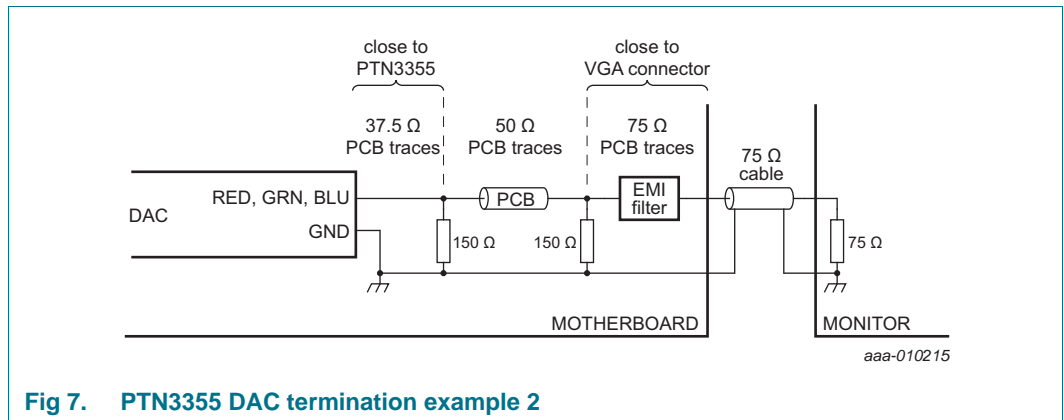 close to
PTN3355
close to
VGA connector
37.5 Ω
PCB traces
50 Ω
PCB traces
75 Ω
PCB traces
75 Ω
cable
DAC
RED, GRN, BLU
GND
PCB
EMI
filter
150 Ω
150 Ω
75 Ω
MOTHERBOARD
MONITOR
aaa-010215
Fig 7. PTN3355 DAC termination example 2